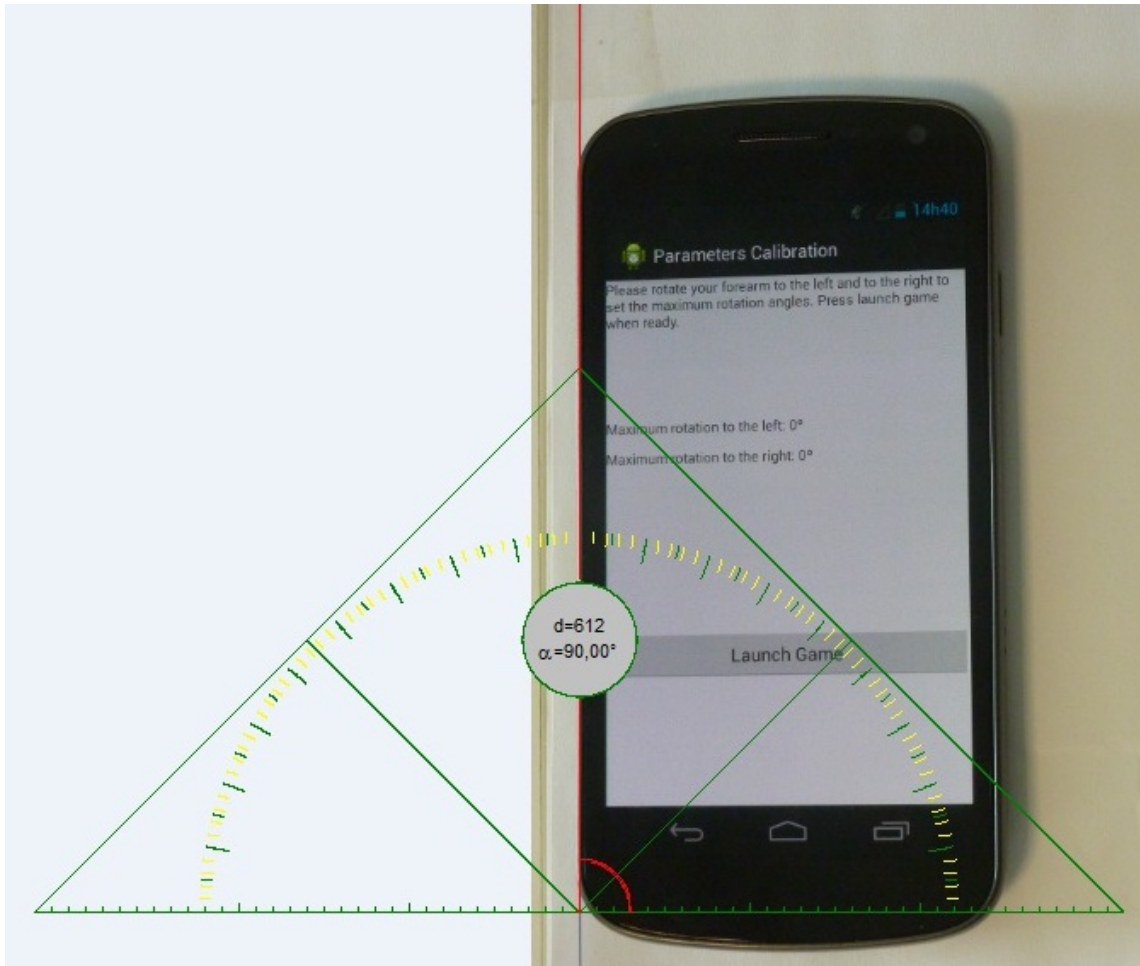 14h40
Parameters Calibration
Please rotate your forearm to the left and to the right to
set the maximum rotation angles. Press launch game
when ready.
Maximum rotation to the left: 0°
Maximum rotation to the right: 0°
d=612
α=90,00°
Launch Game